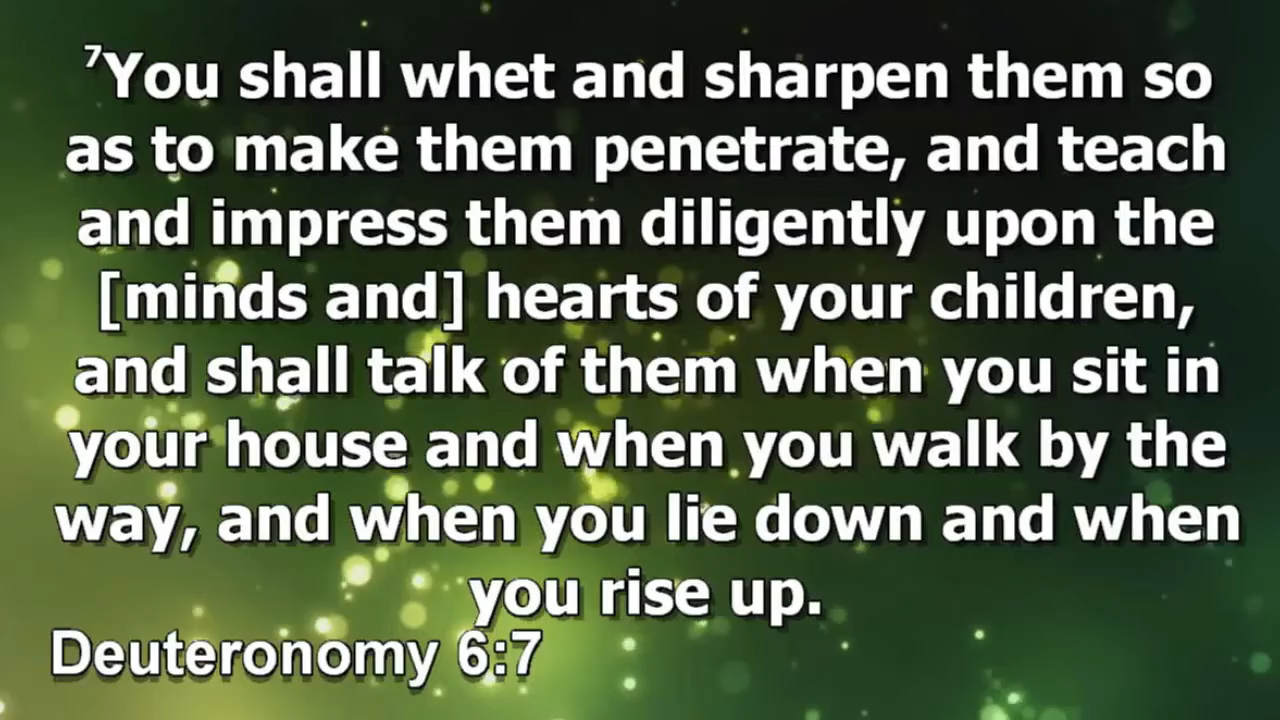 ⁷You shall whet and sharpen them so
as to make them penetrate, and teach
and impress them diligently upon the
[minds and] hearts of your children,
and shall talk of them when you sit in
your house and when you walk by the
way, and when you lie down and when
you rise up.
Deuteronomy 6:7